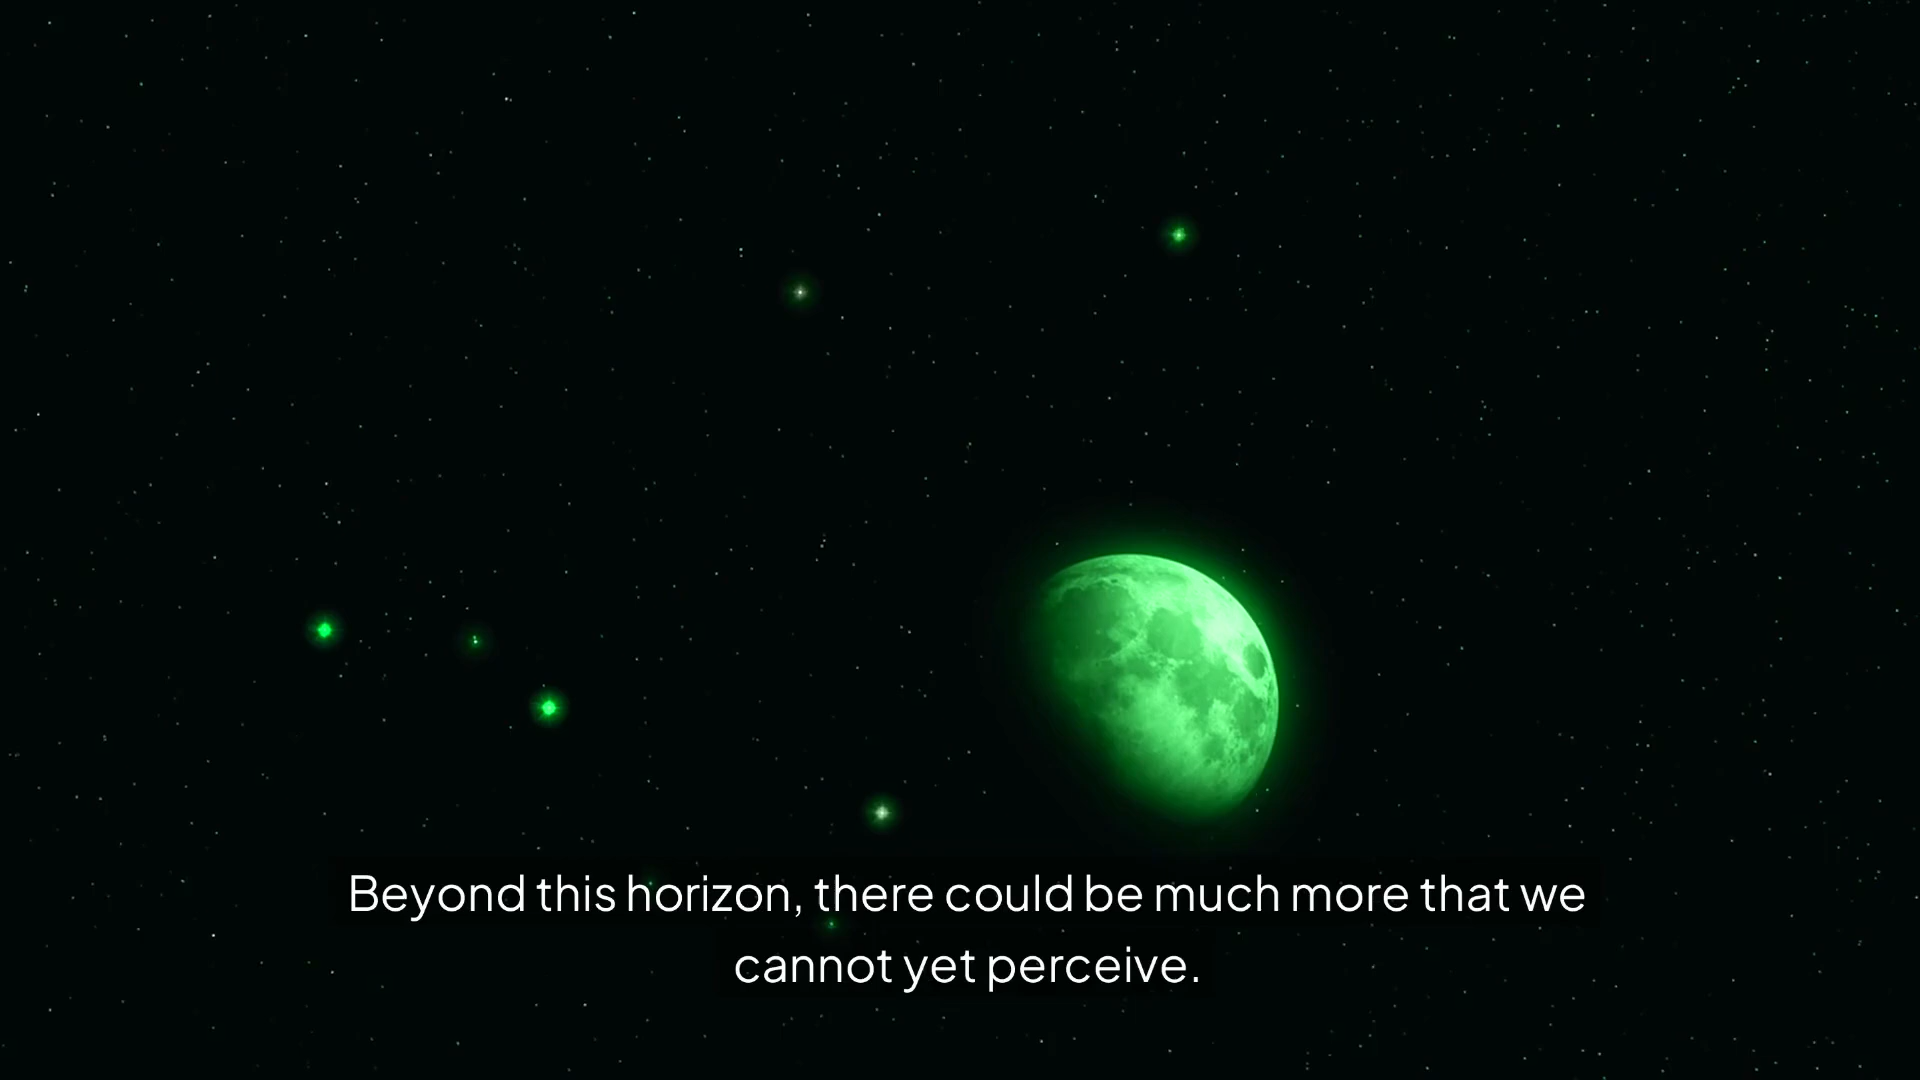 Beyond this horizon, there could be much more that we
cannot yet perceive.